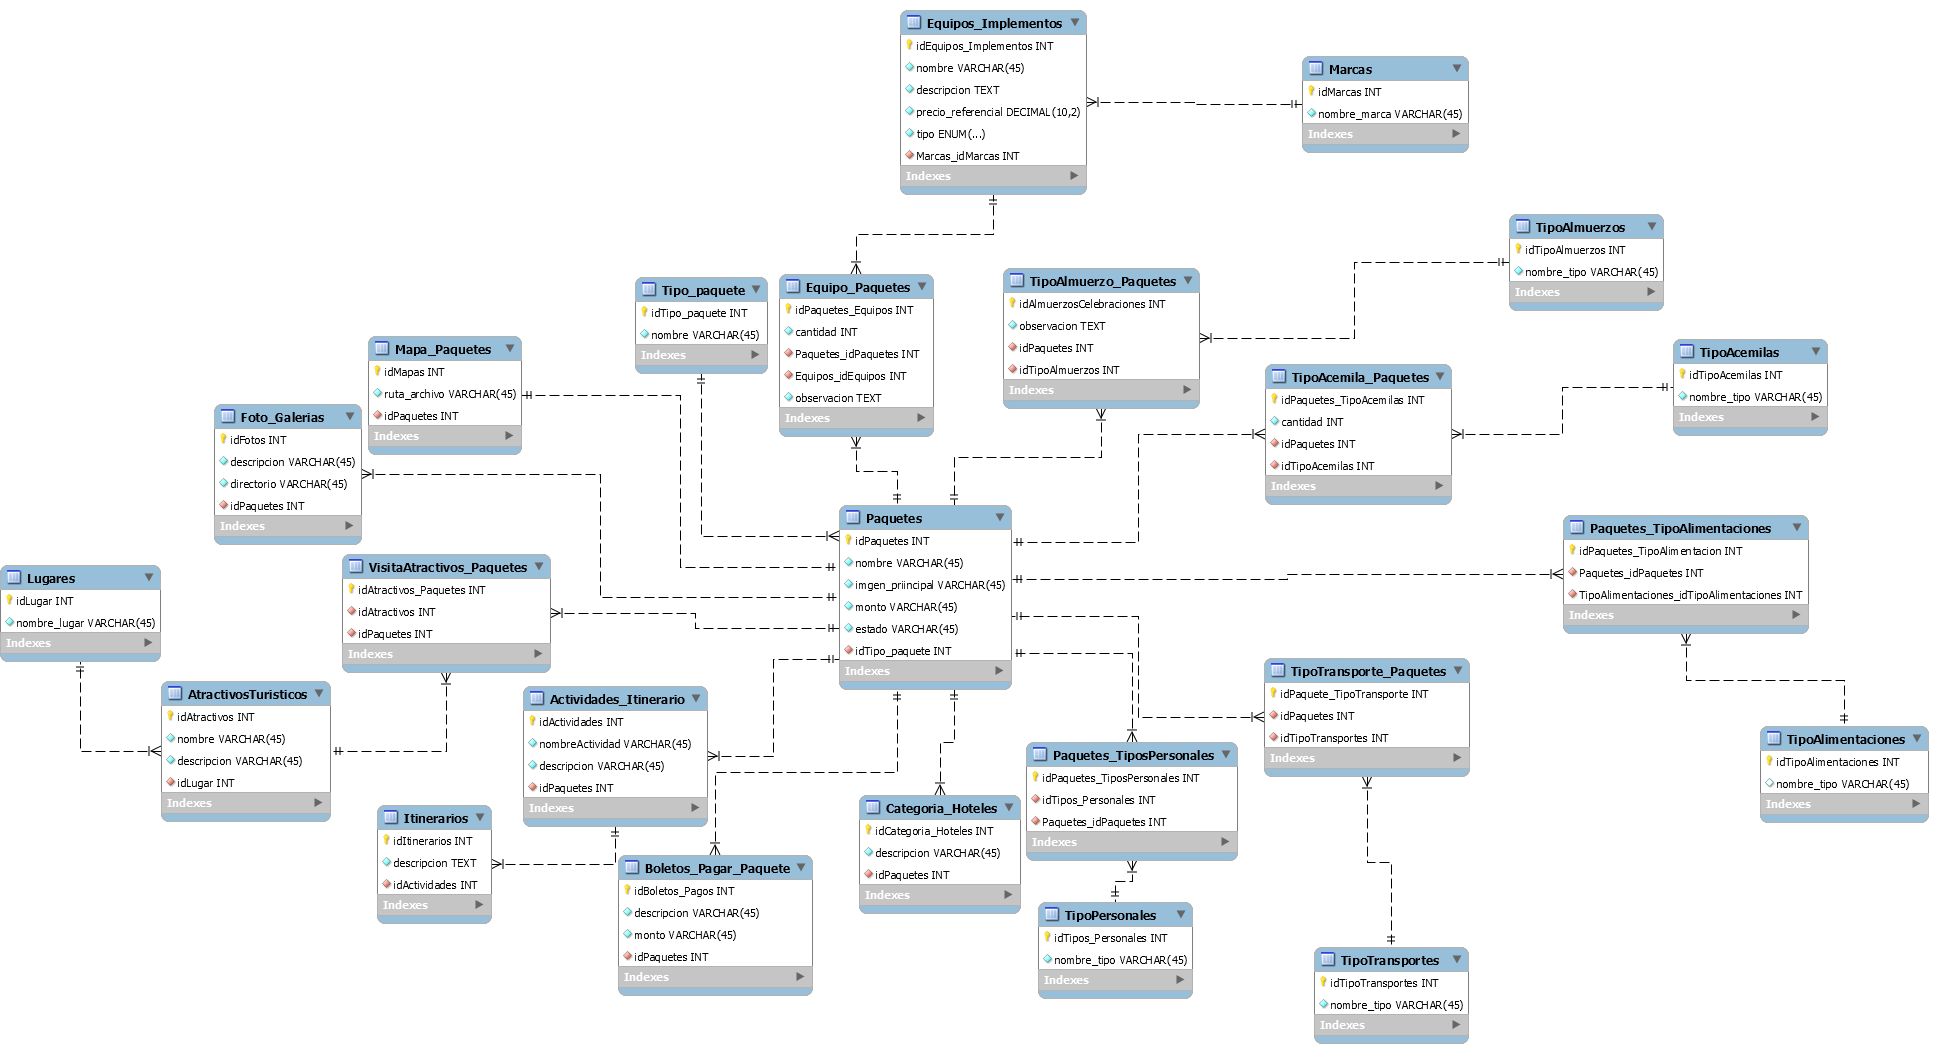 Equipos_Implementos
idEquipos_Implementos INT
nombre VARCHAR(45)
descripcion TEXT
precio_referencial DECIMAL(10,2)
tipo ENUM(...)
Marcas_idMarcas INT
Indexes
Marcas
idMarcas INT
nombre_marca VARCHAR(45)
Indexes
TipoAlmuerzos
idTipoAlmuerzos INT
nombre_tipo VARCHAR(45)
Indexes
Tipo_paquete
idTipo_paquete INT
nombre VARCHAR(45)
Indexes
Equipo_Paquetes
idPaquetes_Equipos INT
cantidad INT
Paquetes_idPaquetes INT
Equipos_idEquipos INT
observacion TEXT
Indexes
TipoAlmuerzo_Paquetes
idAlmuerzosCelebraciones INT
observacion TEXT
idPaquetes INT
idTipoAlmuerzos INT
Indexes
Mapa_Paquetes
idMapas INT
ruta_archivo VARCHAR(45)
idPaquetes INT
Indexes
TipoAcemilas
idTipoAcemilas INT
nombre_tipo VARCHAR(45)
Indexes
TipoAcemila_Paquetes
idPaquetes_TipoAcemilas INT
cantidad INT
idPaquetes INT
idTipoAcemilas INT
Indexes
Foto_Galerias
idFotos INT
descripcion VARCHAR(45)
directorio VARCHAR(45)
idPaquetes INT
Indexes
Paquetes
idPaquetes INT
nombre VARCHAR(45)
imgen_priincipal VARCHAR(45)
monto VARCHAR(45)
estado VARCHAR(45)
idTipo_paquete INT
Indexes
Paquetes_TipoAlimentaciones
idPaquetes_TipoAlimentacion INT
Paquetes_idPaquetes INT
TipoAlimentaciones_idTipoAlimentaciones INT
Indexes
Lugares
idLugar INT
nombre_lugar VARCHAR(45)
Indexes
VisitaAtractivos_Paquetes
idAtractivos_Paquetes INT
idAtractivos INT
idPaquetes INT
Indexes
AtractivosTuristicos
idAtractivos INT
nombre VARCHAR(45)
descripcion VARCHAR(45)
idLugar INT
Indexes
Actividades_Itinerario
idActividades INT
nombreActividad VARCHAR(45)
descripcion VARCHAR(45)
idPaquetes INT
Indexes
TipoTransporte_Paquetes
idPaquete_TipoTransporte INT
idPaquetes INT
idTipoTransportes INT
Indexes
Paquetes_TiposPersonales
idPaquetes_TiposPersonales INT
idTipos_Personales INT
Paquetes_idPaquetes INT
Indexes
TipoAlimentaciones
idTipoAlimentaciones INT
nombre_tipo VARCHAR(45)
Indexes
Itinerarios
idItinerarios INT
descripcion TEXT
idActividades INT
Indexes
Categoria_Hoteles
idCategoria_Hoteles INT
descripcion VARCHAR(45)
idPaquetes INT
Indexes
Boletos_Pagar_Paquete
idBoletos_Pagos INT
descripcion VARCHAR(45)
monto VARCHAR(45)
idPaquetes INT
Indexes
TipoPersonales
idTipos_Personales INT
nombre_tipo VARCHAR(45)
Indexes
TipoTransportes
idTipoTransportes INT
nombre_tipo VARCHAR(45)
Indexes